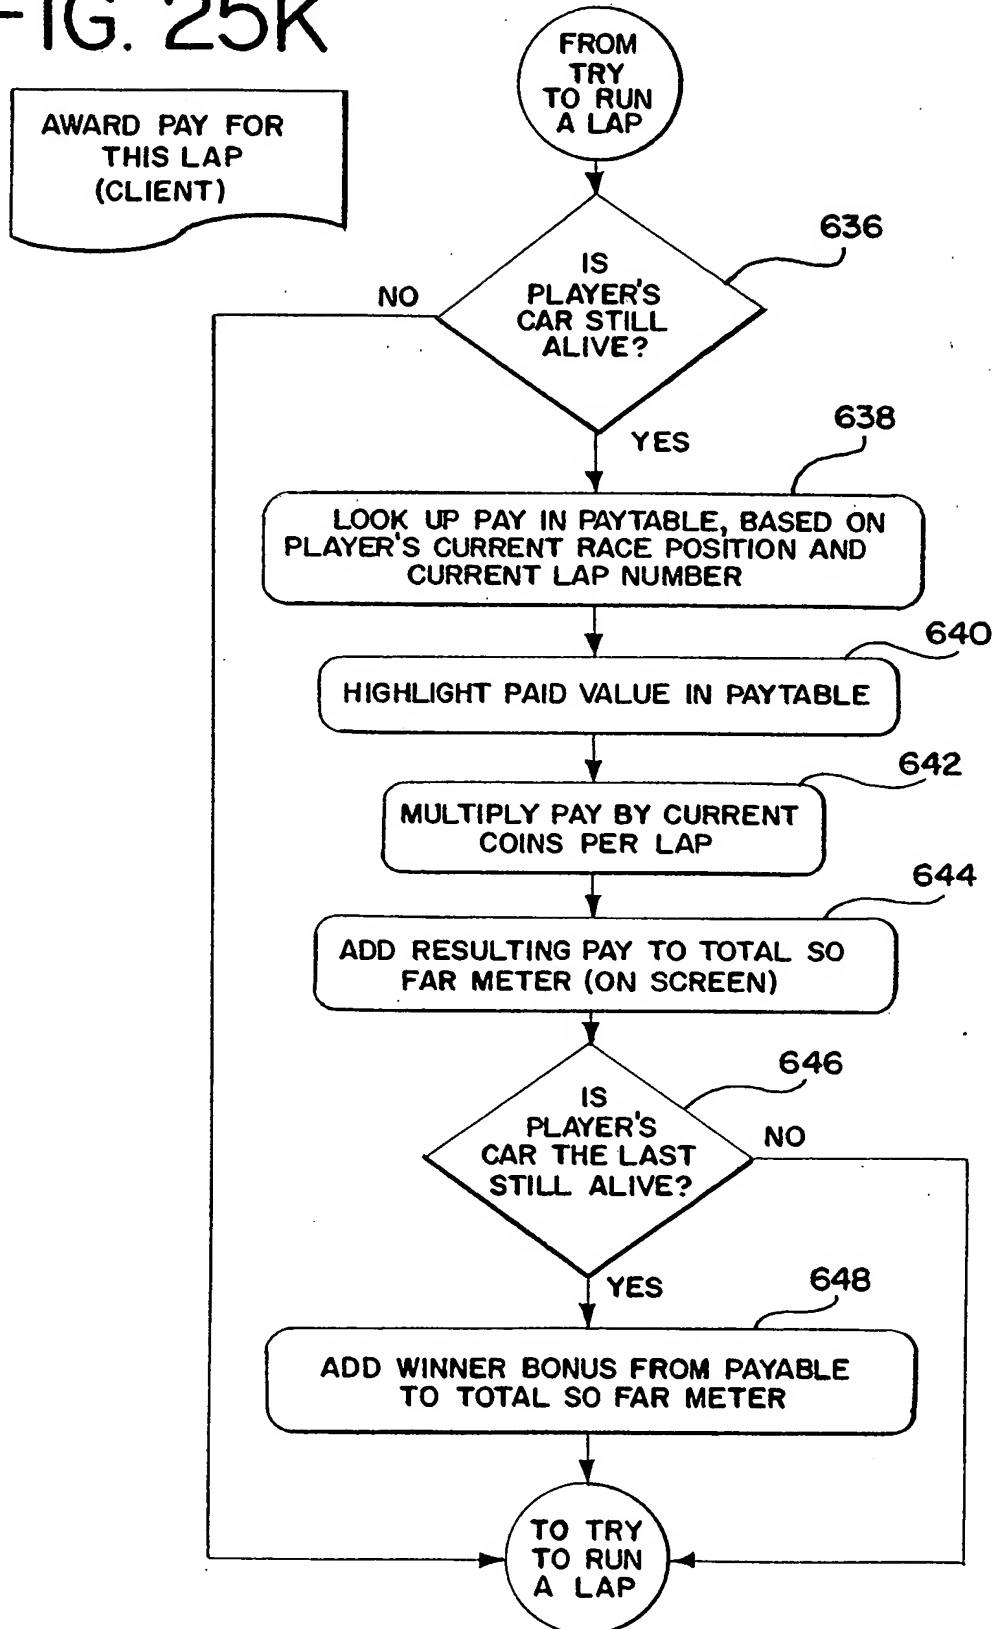 FIG. 25K
AWARD PAY FOR
THIS LAP
(CLIENT)
FROM
TRY
TO RUN
A LAP
636
IS
PLAYER'S
CAR STILL
ALIVE?
NO
YES
638
LOOK UP PAY IN PAYTABLE, BASED ON
PLAYER'S CURRENT RACE POSITION AND
CURRENT LAP NUMBER
640
HIGHLIGHT PAID VALUE IN PAYTABLE
642
MULTIPLY PAY BY CURRENT
COINS PER LAP
644
ADD RESULTING PAY TO TOTAL SO
FAR METER (ON SCREEN)
646
IS
PLAYER'S
CAR THE LAST
STILL ALIVE?
NO
YES
648
ADD WINNER BONUS FROM PAYABLE
TO TOTAL SO FAR METER
TO TRY
TO RUN
A LAP